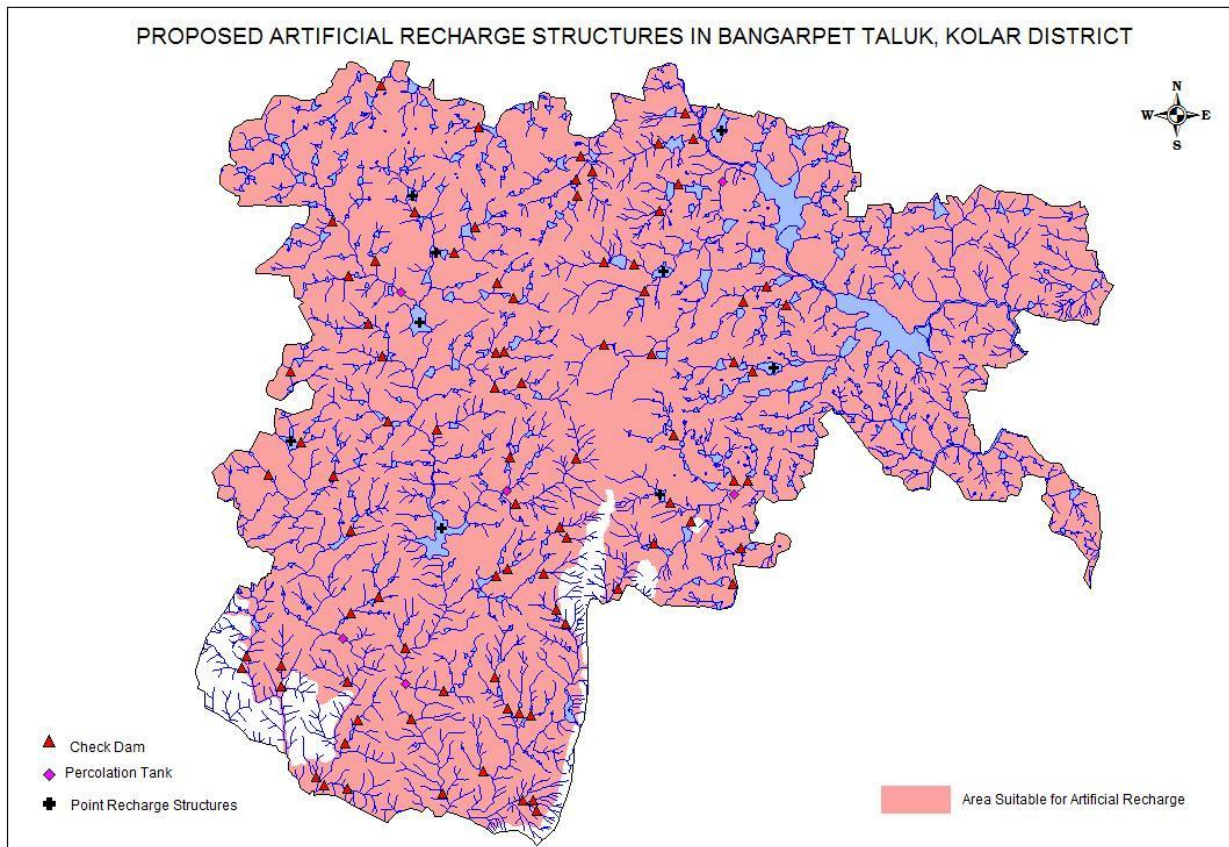 PROPOSED ARTIFICIAL RECHARGE STRUCTURES IN BANGARPET TALUK, KOLAR DISTRICT
N
W E
S
Check Dam
Percolation Tank
Point Recharge Structures
Area Suitable for Artificial Recharge